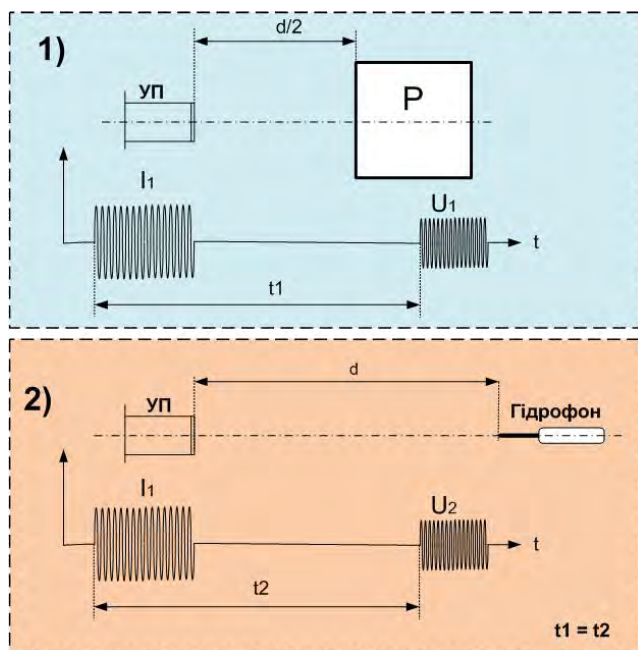 1)
d/2
УП
P
I1
U1
t
t1
2)
d
УП
Гідрофон
I1
U2
t
t2
t1 = t2